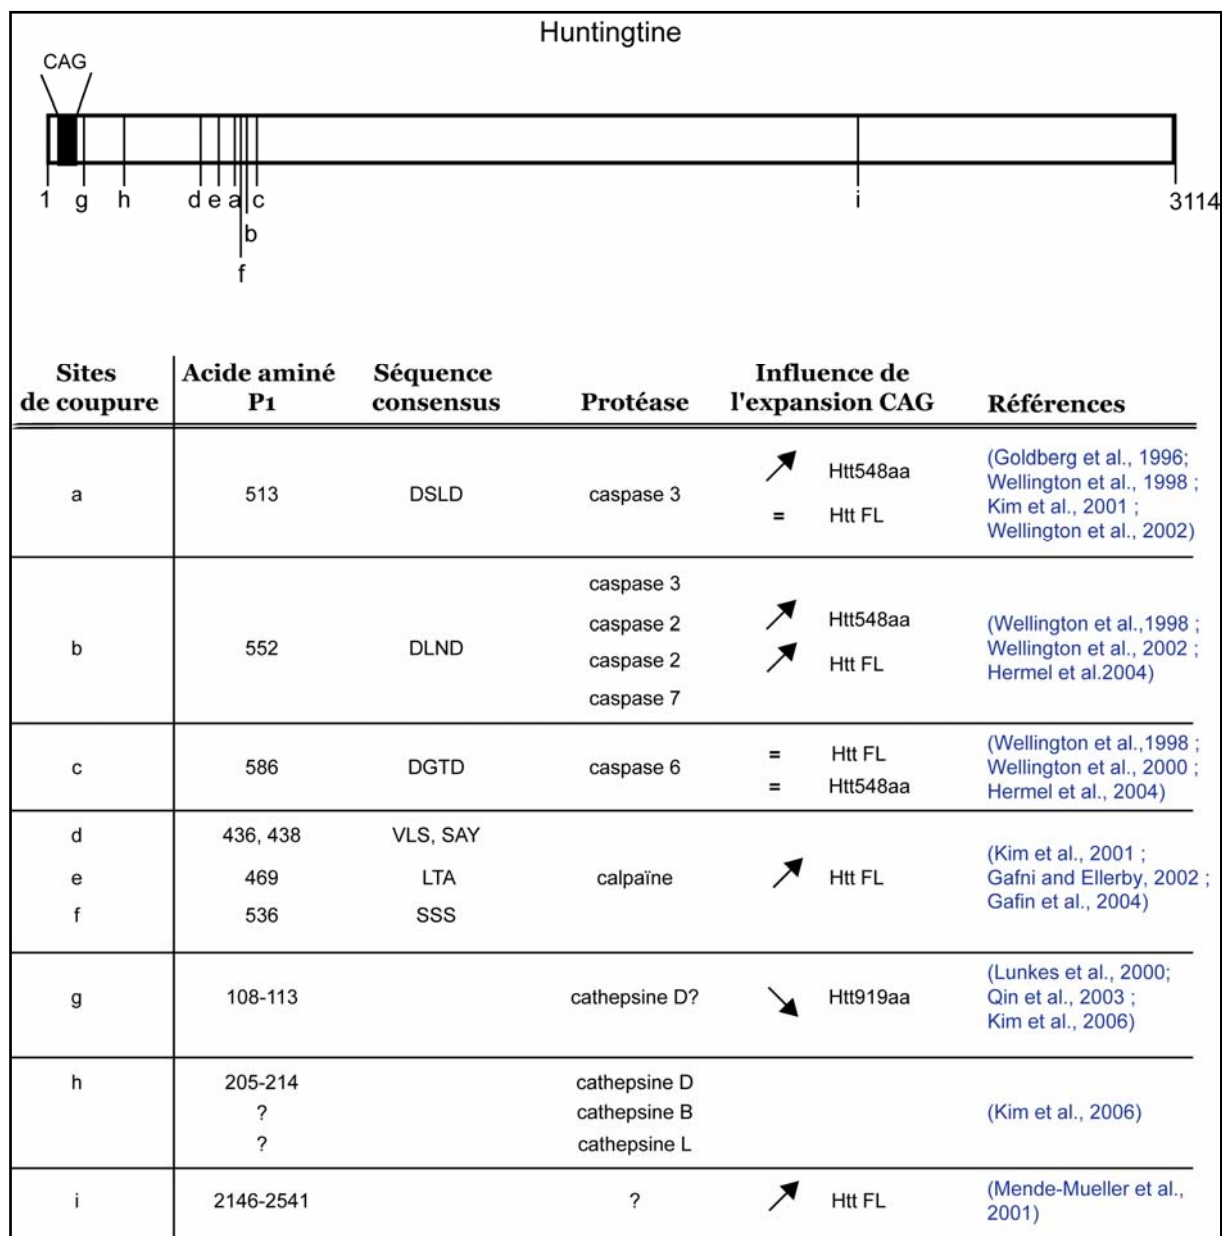 Huntingtine
CAG
1 g h d e a c i 3114
b
f
Sites de coupure Acide aminé P1 Séquence consensus Protéase Influence de l'expansion CAG Références
a 513 DSLD caspase 3
Htt548aa
= Htt FL
(Goldberg et al., 1996;
Wellington et al., 1998 ;
Kim et al., 2001 ;
Wellington et al., 2002)
b 552 DLND
caspase 3
caspase 2
caspase 2
caspase 7
Htt548aa
Htt FL
(Wellington et al.,1998 ;
Wellington et al., 2002 ;
Hermel et al.2004)
c 586 DGTD caspase 6
= Htt FL
= Htt548aa
(Wellington et al.,1998 ;
Wellington et al., 2000 ;
Hermel et al., 2004)
d 436, 438 VLS, SAY
e 469 LTA calpaïne Htt FL
f 536 SSS
(Kim et al., 2001 ;
Gafni and Ellerby, 2002 ;
Gafin et al., 2004)
g 108-113 cathepsine D? Htt919aa
(Lunkes et al., 2000;
Qin et al., 2003 ;
Kim et al., 2006)
h 205-214 cathepsine D
? cathepsine B (Kim et al., 2006)
? cathepsine L
i 2146-2541 ? Htt FL
(Mende-Mueller et al.,
2001)